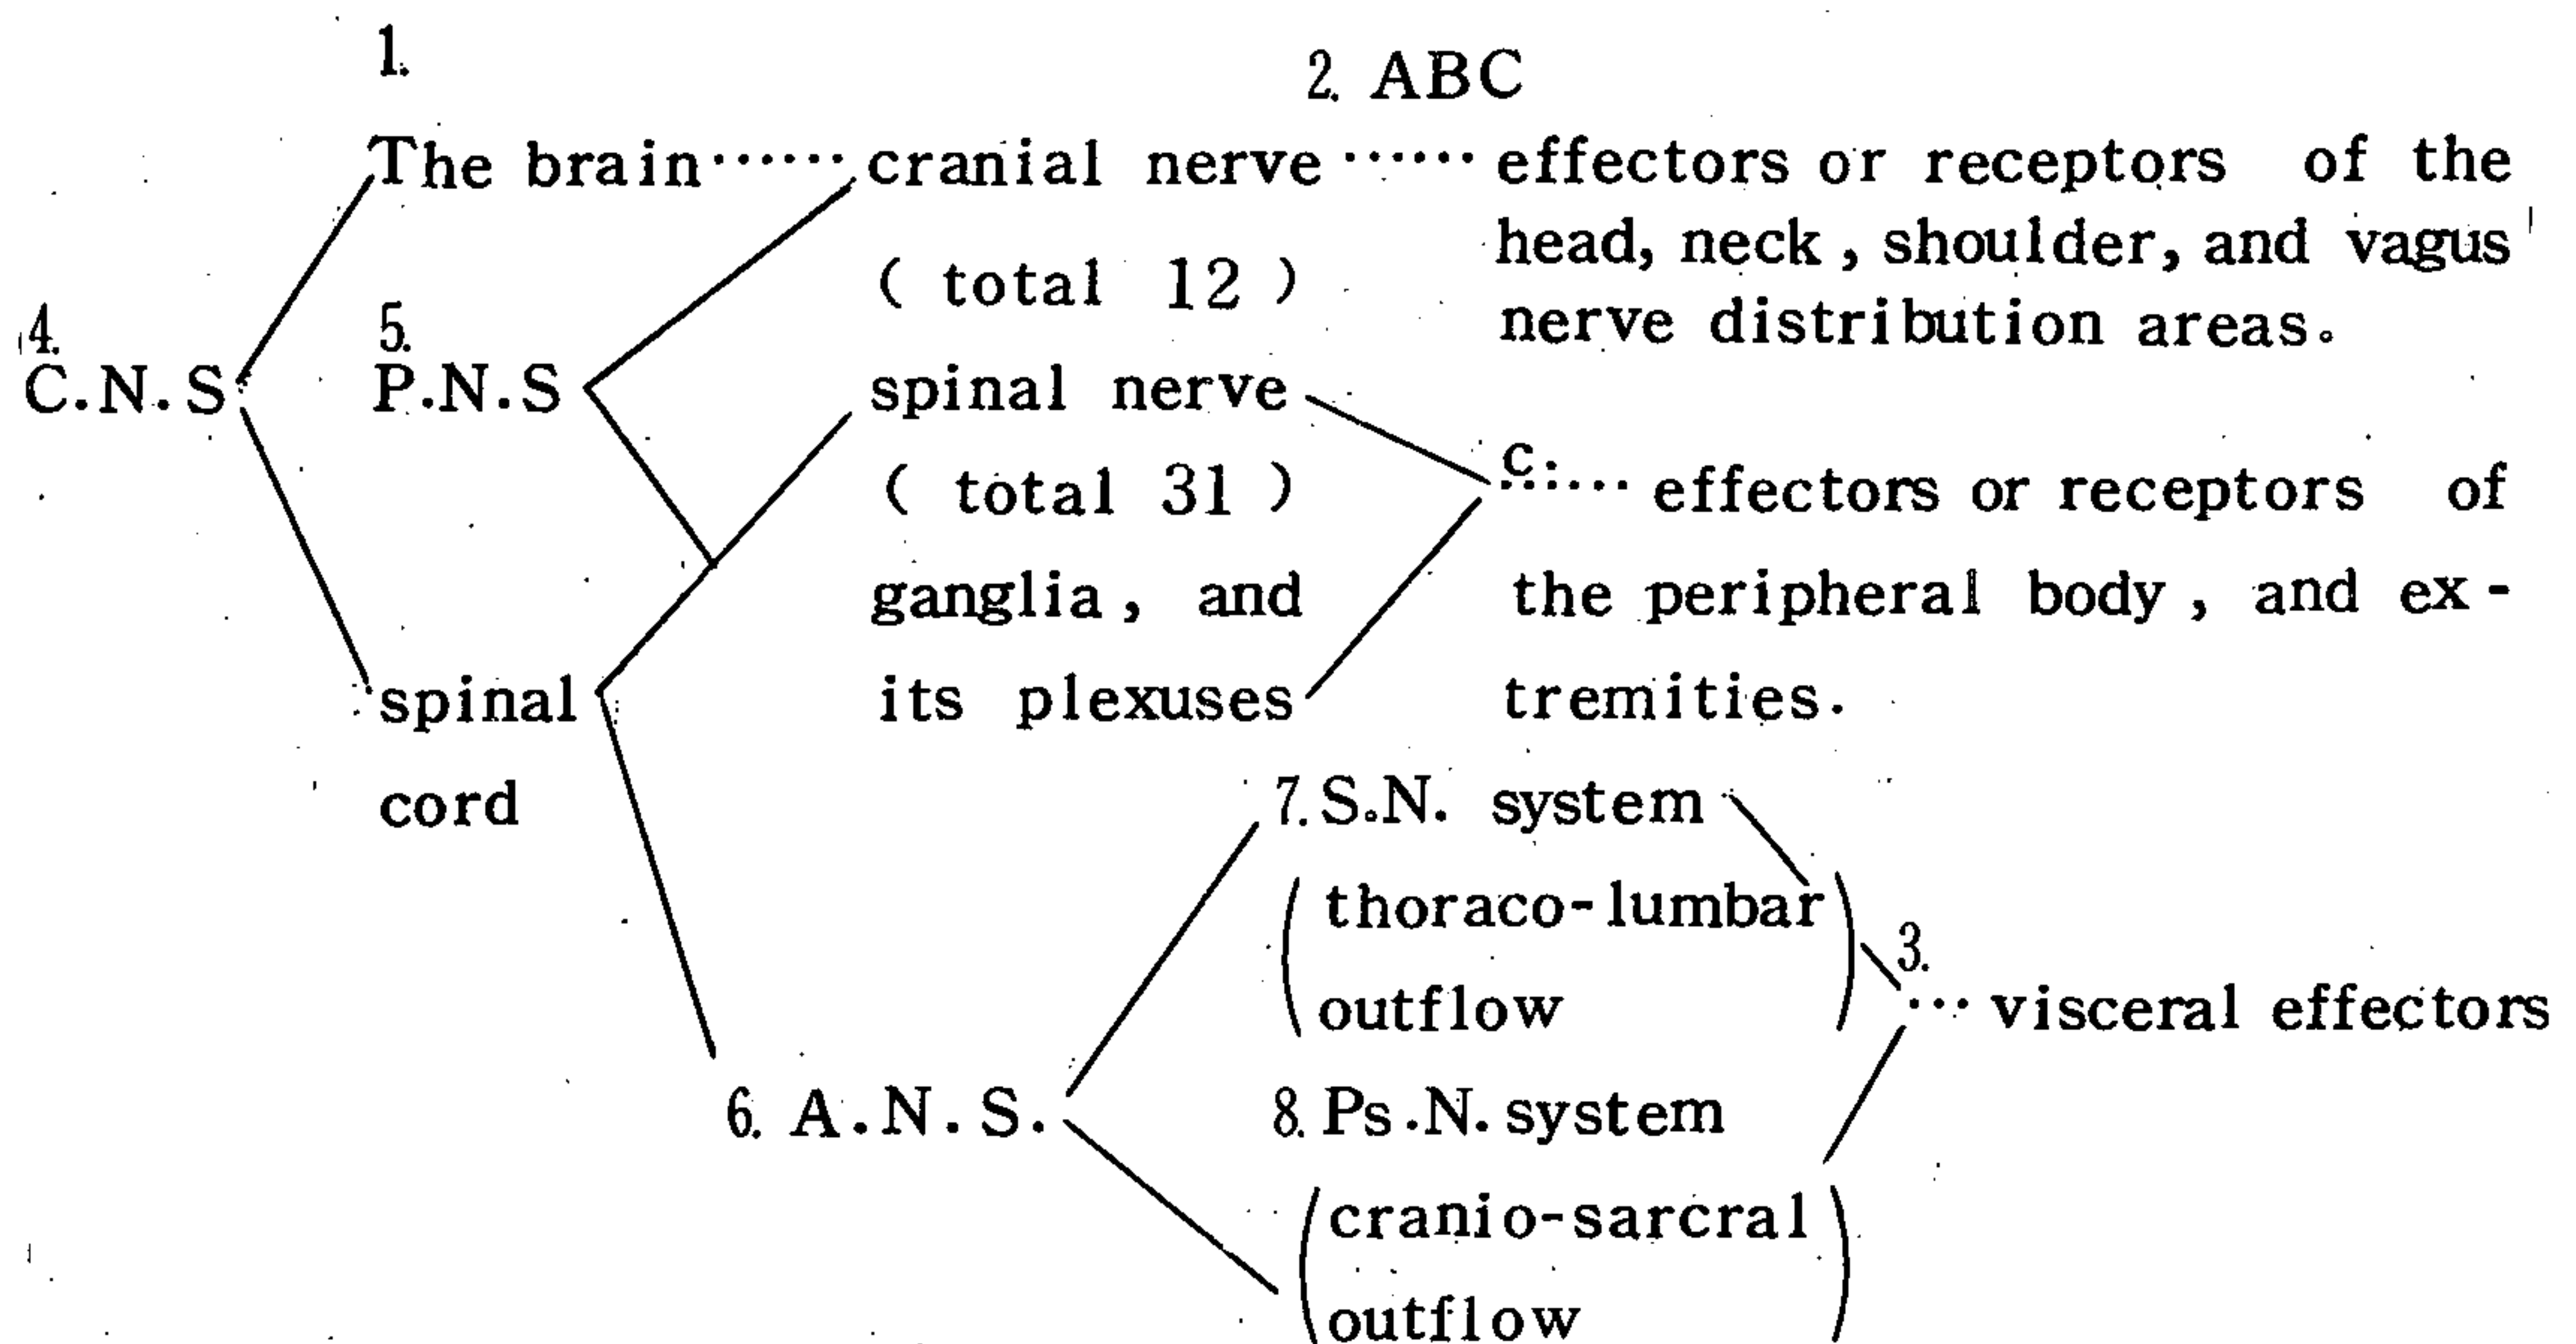 1.
2. ABC
The brain ······ cranial nerve ······ effectors or receptors of the
head, neck, shoulder, and vagus
( total 12 )
nerve distribution areas.
4.
5.
C.N.S P.N.S spinal nerve
c.
( total 31 ) ······ effectors or receptors of
ganglia, and the peripheral body, and ex-
spinal its plexuses tremities.
cord 7. S.N. system
( thoraco-lumbar )
3.
outflow ··· visceral effectors
6. A.N.S. 8. Ps.N. system
( cranio-sarcral )
outflow